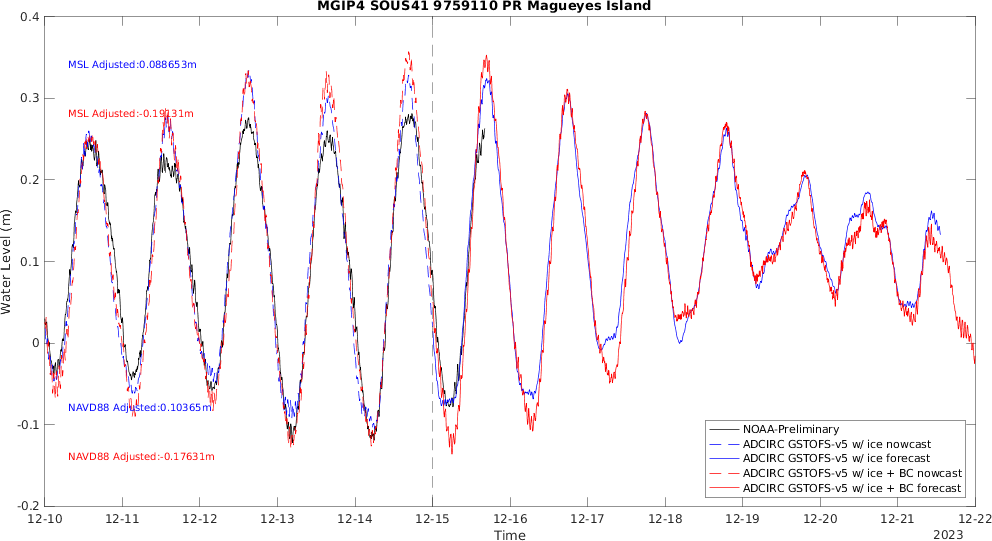 MGIP4 SOUS41 9759110 PR Magueyes Island
0.4
0.3
0.2
0.1
0
-0.1
-0.2
Water Level (m)
MSL Adjusted:0.088653m
MSL Adjusted:-0.19131m
NAVD88 Adjusted:0.10365m
NAVD88 Adjusted:-0.17631m
NOAA-Preliminary
ADCIRC GSTOFS-v5 w/ ice nowcast
ADCIRC GSTOFS-v5 w/ ice forecast
ADCIRC GSTOFS-v5 w/ ice + BC nowcast
ADCIRC GSTOFS-v5 w/ ice + BC forecast
12-10 12-11 12-12 12-13 12-14 12-15 12-16 12-17 12-18 12-19 12-20 12-21 12-22
Time
2023